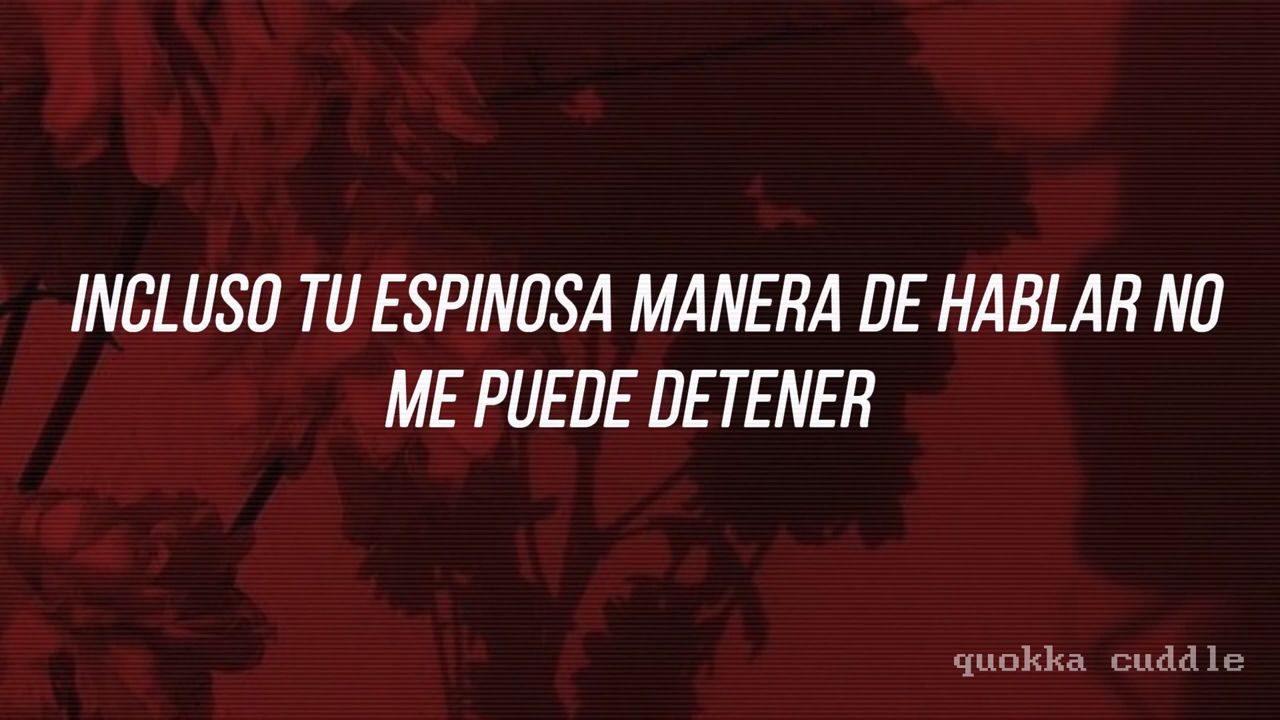 INCLUSO TU ESPINOSA MANERA DE HABLAR NO
ME PUEDE DETENER
quokka cuddle